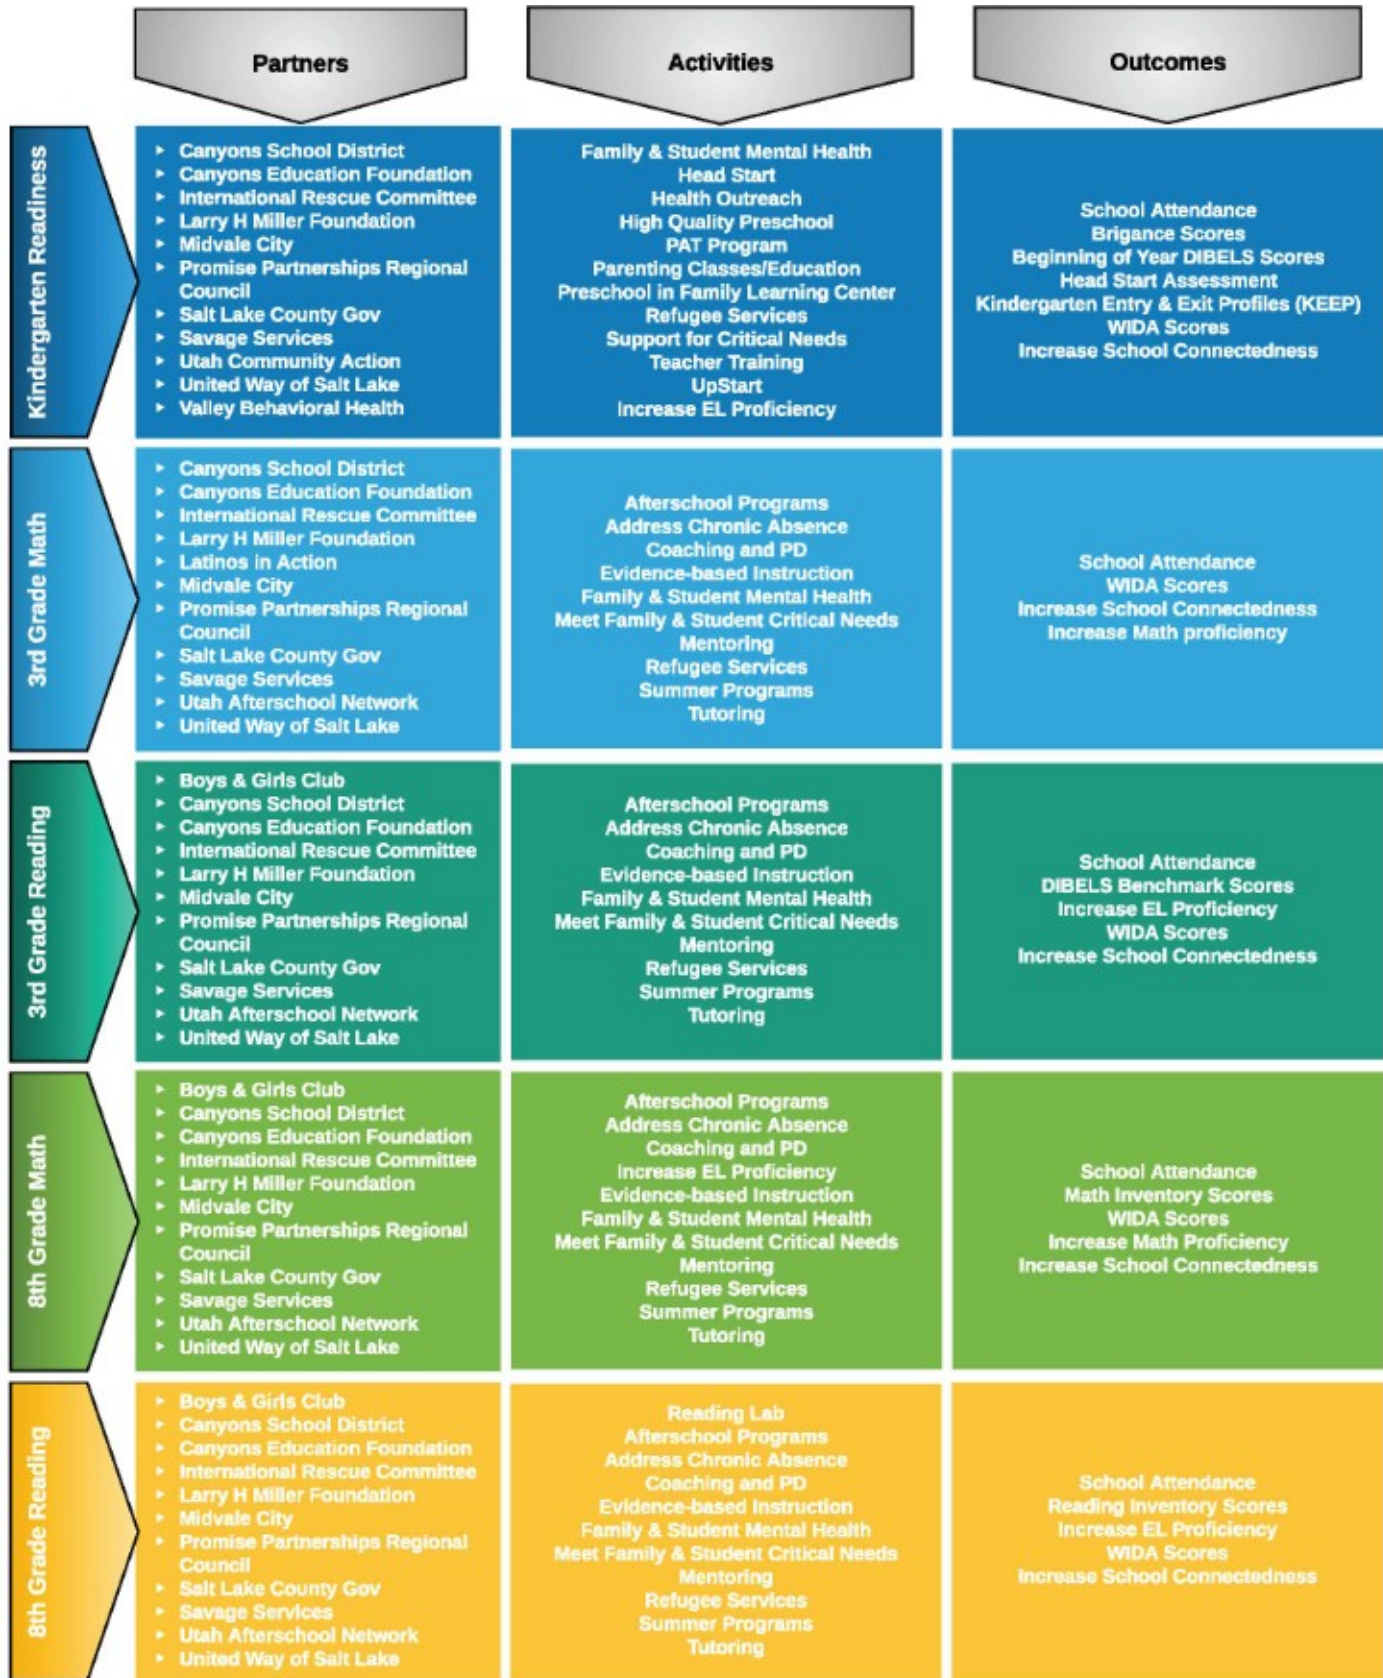 Partners
Activities
Outcomes
Kindergarten Readiness
Canyons School District
Canyons Education Foundation
International Rescue Committee
Larry H Miller Foundation
Midvale City
Promise Partnerships Regional
Council
Salt Lake County Gov
Savage Services
Utah Community Action
United Way of Salt Lake
Valley Behavioral Health
Family & Student Mental Health
Head Start
Health Outreach
High Quality Preschool
PAT Program
Parenting Classes/Education
Preschool in Family Learning Center
Refugee Services
Support for Critical Needs
Teacher Training
UpStart
Increase EL Proficiency
School Attendance
Brigance Scores
Beginning of Year DIBELS Scores
Head Start Assessment
Kindergarten Entry & Exit Profiles (KEEP)
WIDA Scores
Increase School Connectedness
3rd Grade Math
Canyons School District
Canyons Education Foundation
International Rescue Committee
Larry H Miller Foundation
Latinos in Action
Midvale City
Promise Partnerships Regional
Council
Salt Lake County Gov
Savage Services
Utah Afterschool Network
United Way of Salt Lake
Afterschool Programs
Address Chronic Absence
Coaching and PD
Evidence-based Instruction
Family & Student Mental Health
Meet Family & Student Critical Needs
Mentoring
Refugee Services
Summer Programs
Tutoring
School Attendance
WIDA Scores
Increase School Connectedness
Increase Math proficiency
3rd Grade Reading
Boys & Girls Club
Canyons School District
Canyons Education Foundation
International Rescue Committee
Larry H Miller Foundation
Midvale City
Promise Partnerships Regional
Council
Salt Lake County Gov
Savage Services
Utah Afterschool Network
United Way of Salt Lake
Afterschool Programs
Address Chronic Absence
Coaching and PD
Evidence-based Instruction
Family & Student Mental Health
Meet Family & Student Critical Needs
Mentoring
Refugee Services
Summer Programs
Tutoring
School Attendance
DIBELS Benchmark Scores
Increase EL Proficiency
WIDA Scores
Increase School Connectedness
8th Grade Math
Boys & Girls Club
Canyons School District
Canyons Education Foundation
International Rescue Committee
Larry H Miller Foundation
Midvale City
Promise Partnerships Regional
Council
Salt Lake County Gov
Savage Services
Utah Afterschool Network
United Way of Salt Lake
Afterschool Programs
Address Chronic Absence
Coaching and PD
Increase EL Proficiency
Evidence-based Instruction
Family & Student Mental Health
Meet Family & Student Critical Needs
Mentoring
Refugee Services
Summer Programs
Tutoring
School Attendance
Math Inventory Scores
WIDA Scores
Increase Math Proficiency
Increase School Connectedness
8th Grade Reading
Boys & Girls Club
Canyons School District
Canyons Education Foundation
International Rescue Committee
Larry H Miller Foundation
Midvale City
Promise Partnerships Regional
Council
Salt Lake County Gov
Savage Services
Utah Afterschool Network
United Way of Salt Lake
Reading Lab
Afterschool Programs
Address Chronic Absence
Coaching and PD
Evidence-based Instruction
Family & Student Mental Health
Meet Family & Student Critical Needs
Mentoring
Refugee Services
Summer Programs
Tutoring
School Attendance
Reading Inventory Scores
Increase EL Proficiency
WIDA Scores
Increase School Connectedness